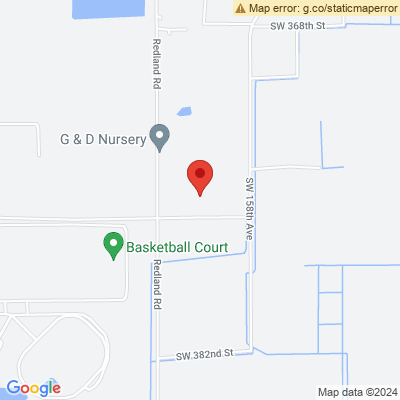 Map error: g.co/staticmaperror
SW 368th St
Redland Rd
G & D Nursery
SW 158th Ave
Basketball Court
Redland Rd
SW 382nd St
Google
Map data ©2024